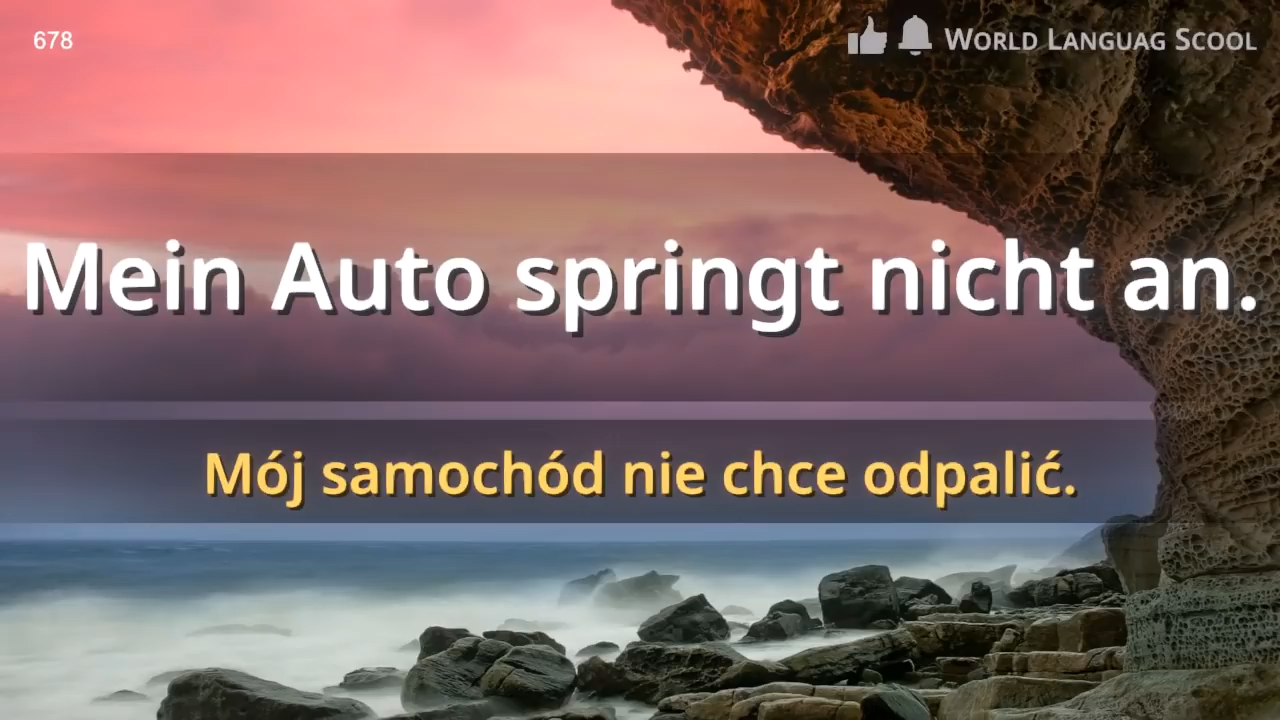 678
WORLD LANGUAG SCOOL
Mein Auto springt nicht an.
Mój samochód nie chce odpalić.